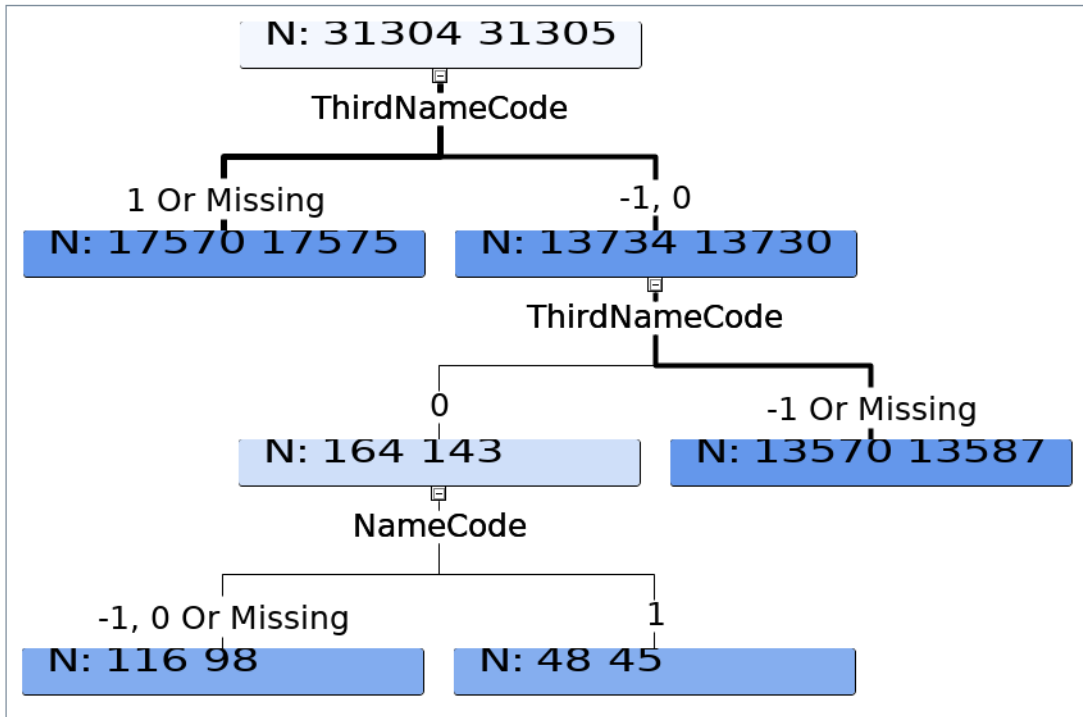 N: 31304 31305
ThirdNameCode
1 Or Missing
-1, 0
N: 17570 17575
N: 13734 13730
ThirdNameCode
0
-1 Or Missing
N: 164 143
N: 13570 13587
NameCode
-1, 0 Or Missing
1
N: 116 98
N: 48 45